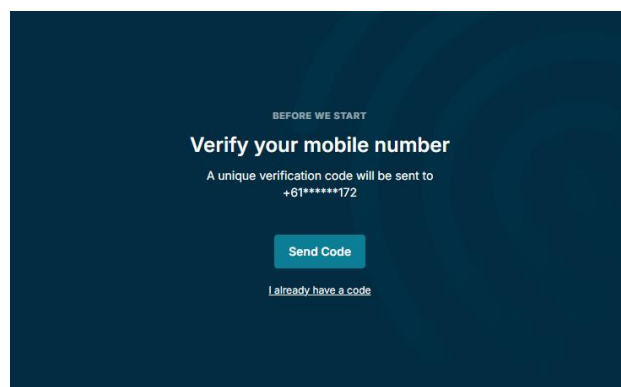 BEFORE WE START
Verify your mobile number
A unique verification code will be sent to
+61******172
Send Code
I already have a code